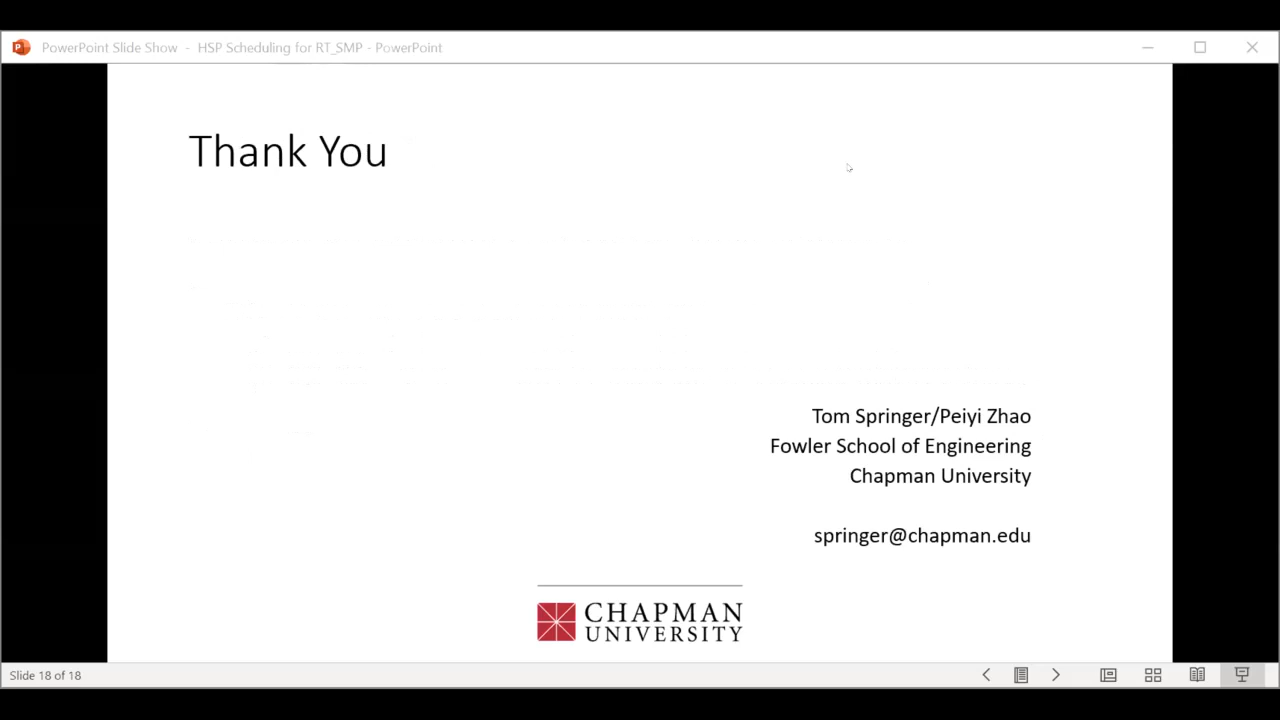 PowerPoint Slide Show - HSP Scheduling for RT_SMP - PowerPoint
Thank You
Tom Springer/Peiyi Zhao
Fowler School of Engineering
Chapman University
springer@chapman.edu
CHAPMAN
UNIVERSITY
Slide 18 of 18